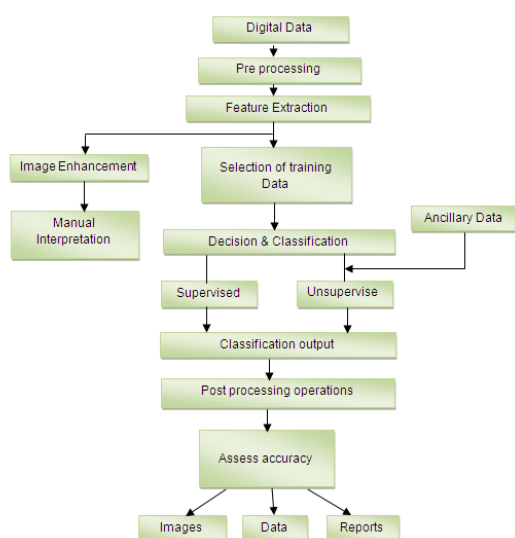 Digital Data
Pre processing
Feature Extraction
Image Enhancement
Selection of training
Data
Manual
Interpretation
Ancillary Data
Decision & Classification
Supervised
Unsupervise
Classification output
Post processing operations
Assess accuracy
Images
Data
Reports